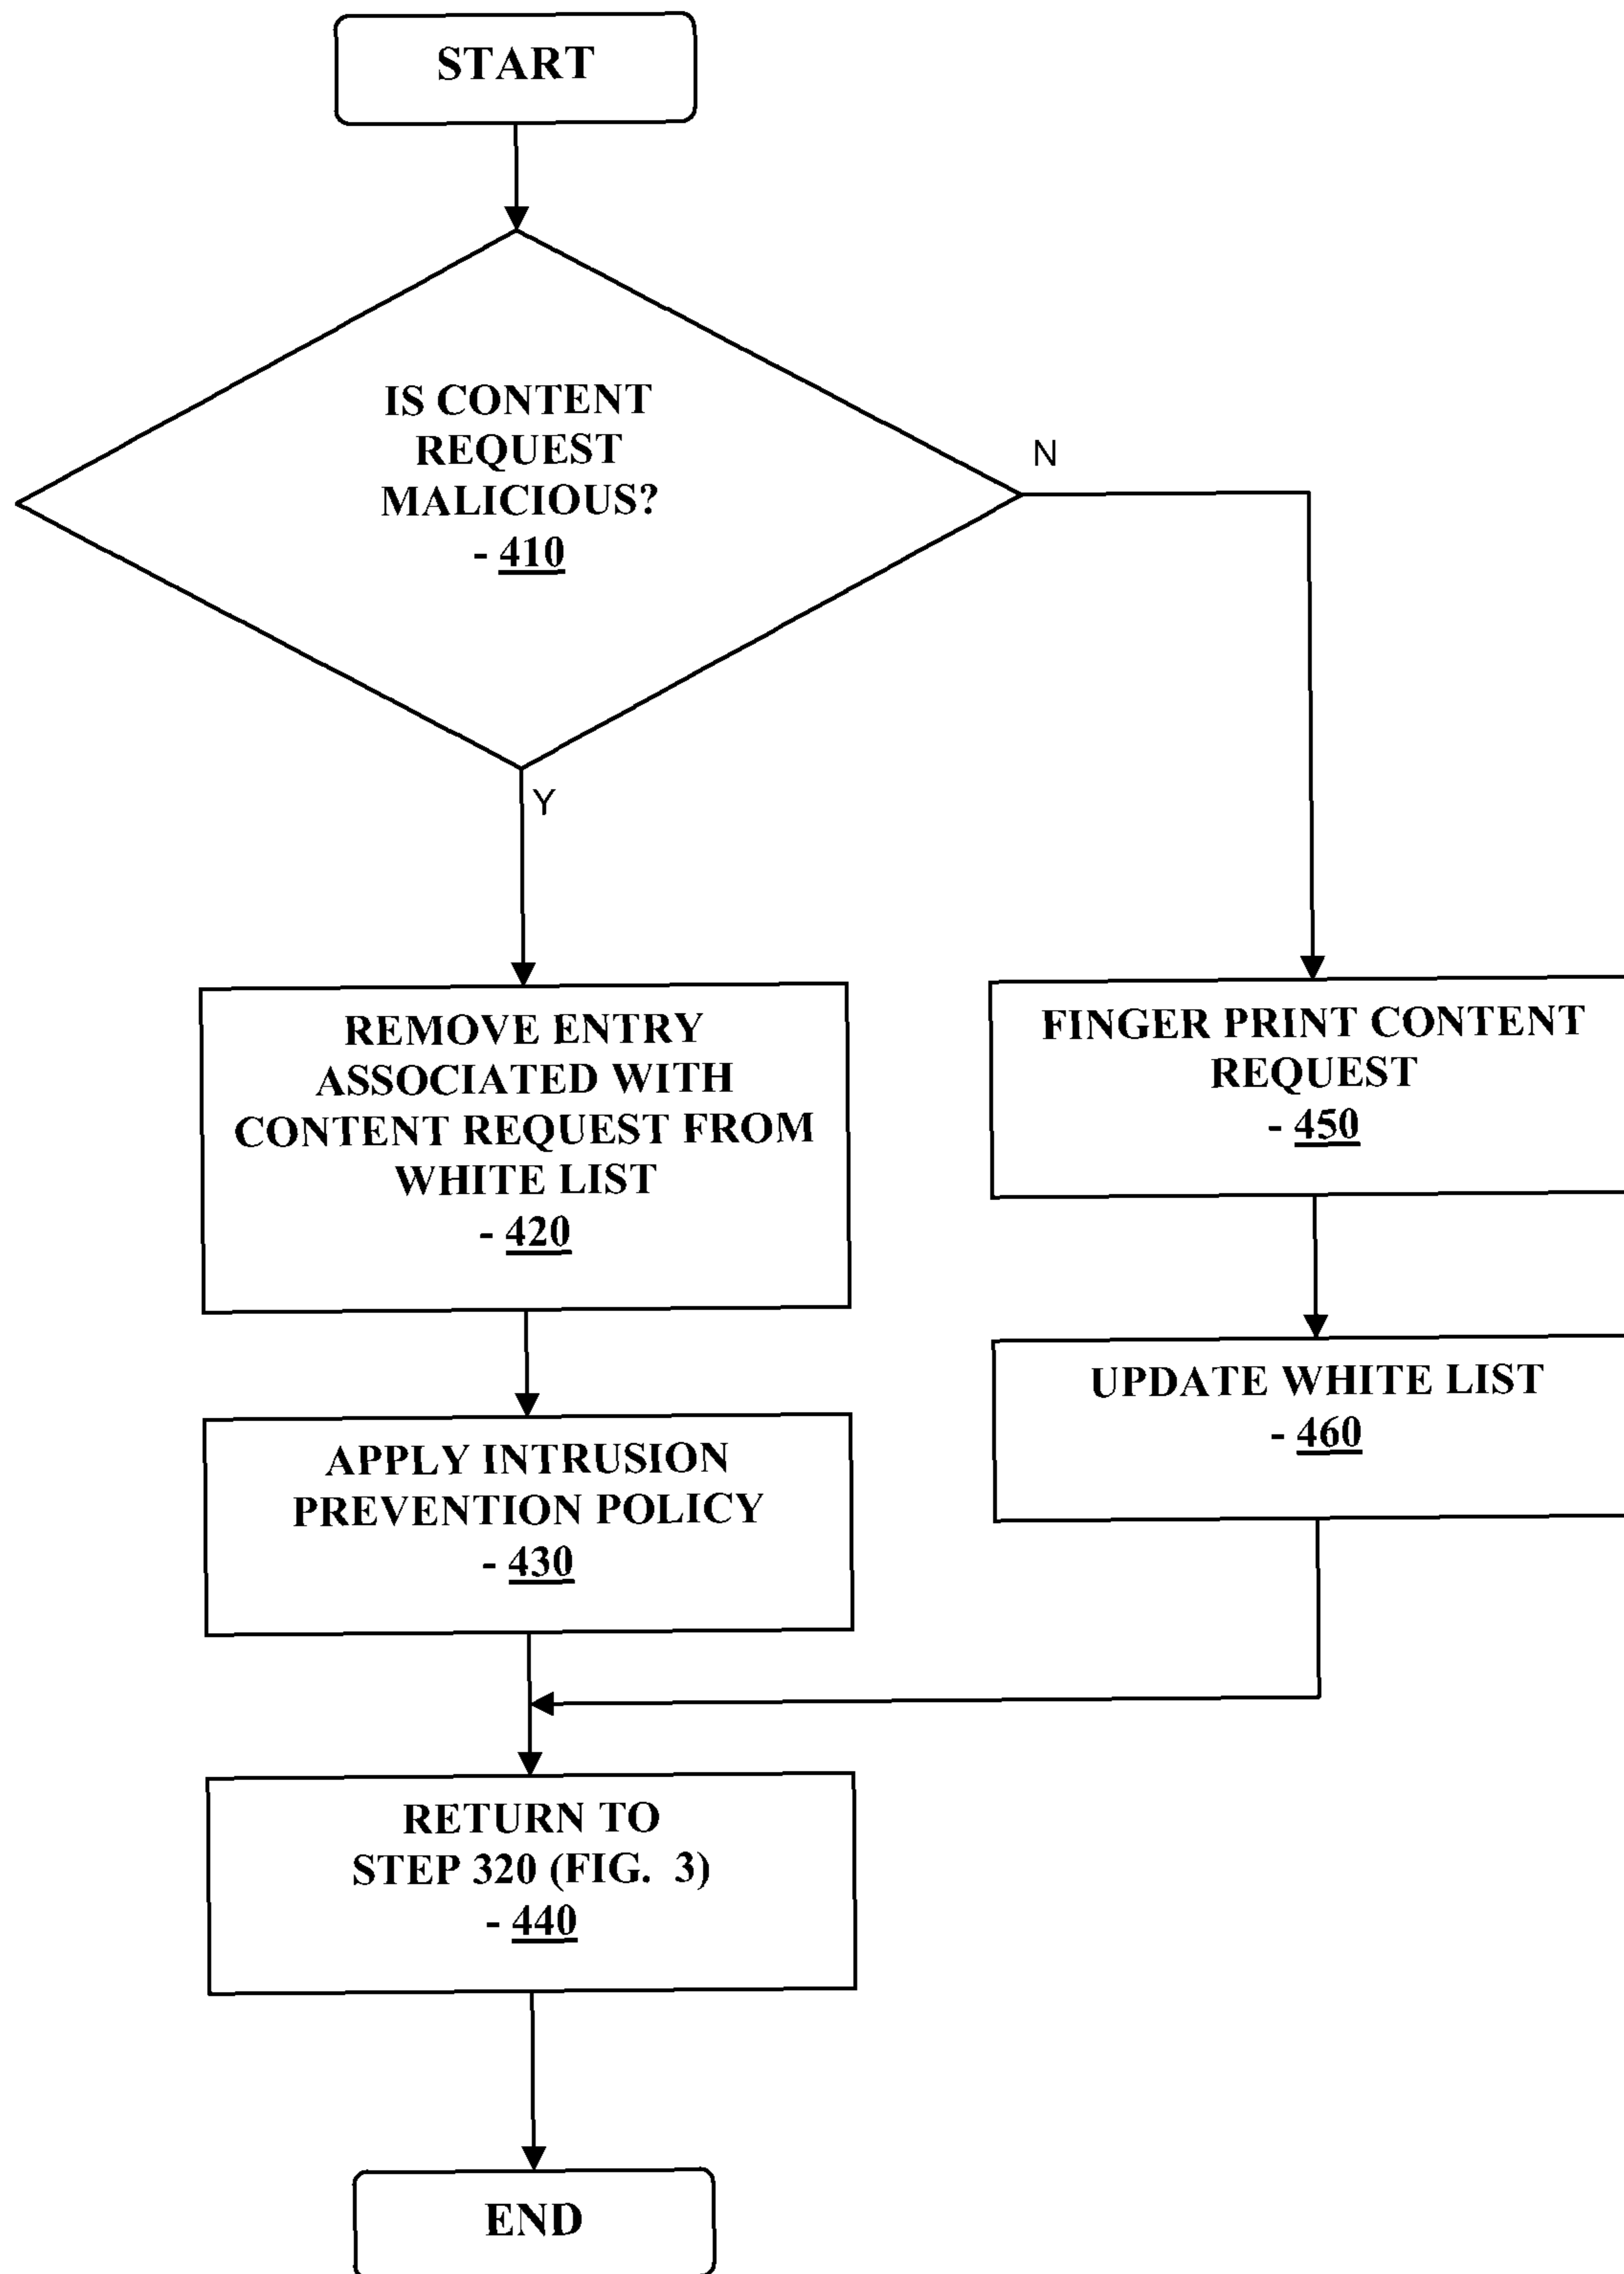 START
IS CONTENT
REQUEST
MALICIOUS?
- 410
N
Y
REMOVE ENTRY
ASSOCIATED WITH
CONTENT REQUEST FROM
WHITE LIST
- 420
FINGER PRINT CONTENT
REQUEST
- 450
UPDATE WHITE LIST
- 460
APPLY INTRUSION
PREVENTION POLICY
- 430
RETURN TO
STEP 320 (FIG. 3)
- 440
END